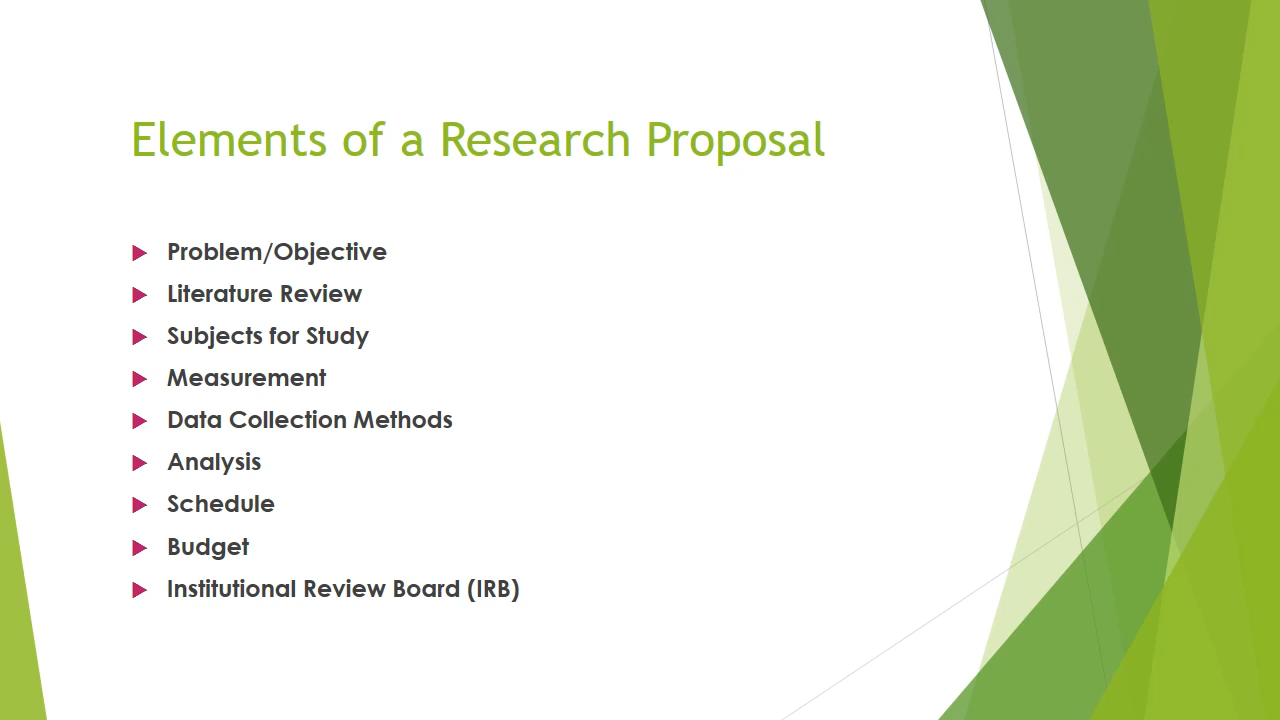 Elements of a Research Proposal
Problem/Objective
Literature Review
Subjects for Study
Measurement
Data Collection Methods
Analysis
Schedule
Budget
Institutional Review Board (IRB)